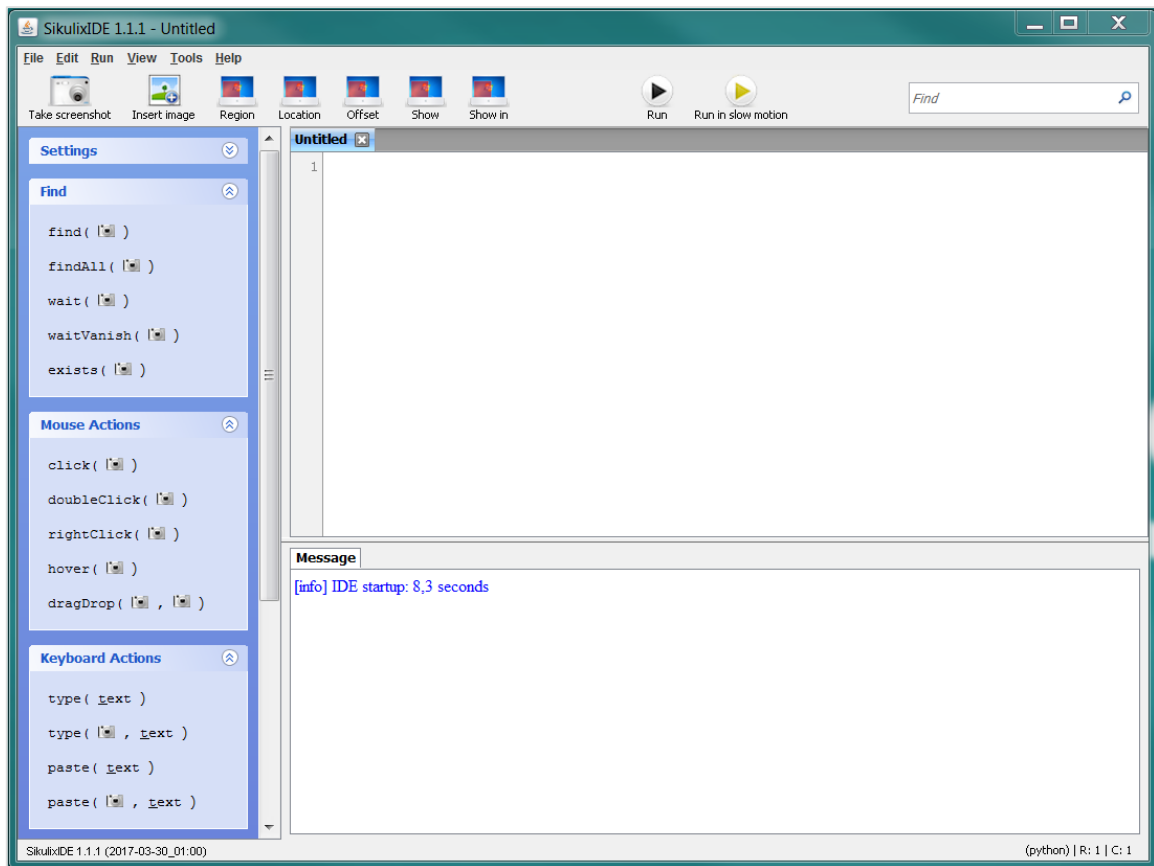 SikulixIDE 1.1.1 - Untitled
File Edit Run View Tools Help
Take screenshot Insert image Region Location Offset Show Show in Run Run in slow motion Find
Settings
Find
find( )
findAll( )
wait( )
waitVanish( )
exists( )
Mouse Actions
click( )
doubleClick( )
rightClick( )
hover( )
dragDrop( , )
Keyboard Actions
type( text )
type( , text )
paste( text )
paste( , text )
Untitled
1
Message
[info] IDE startup: 8,3 seconds
SikulixIDE 1.1.1 (2017-03-30_01:00) (python) | R: 1 | C: 1